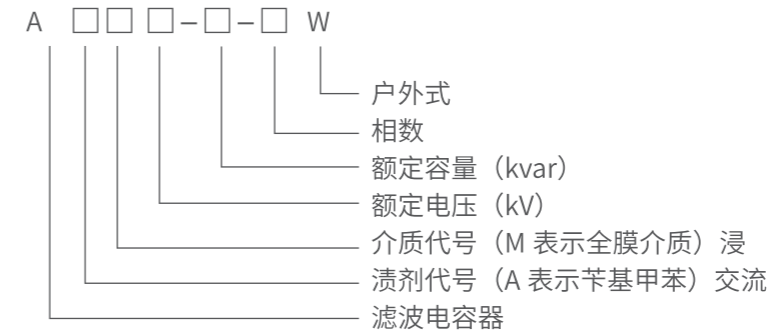 A □□ □-□-□ W
户外式
相数
额定容量（kvar）
额定电压（kV）
介质代号（M 表示全膜介质）浸
渍剂代号（A 表示苄基甲苯）交流
滤波电容器